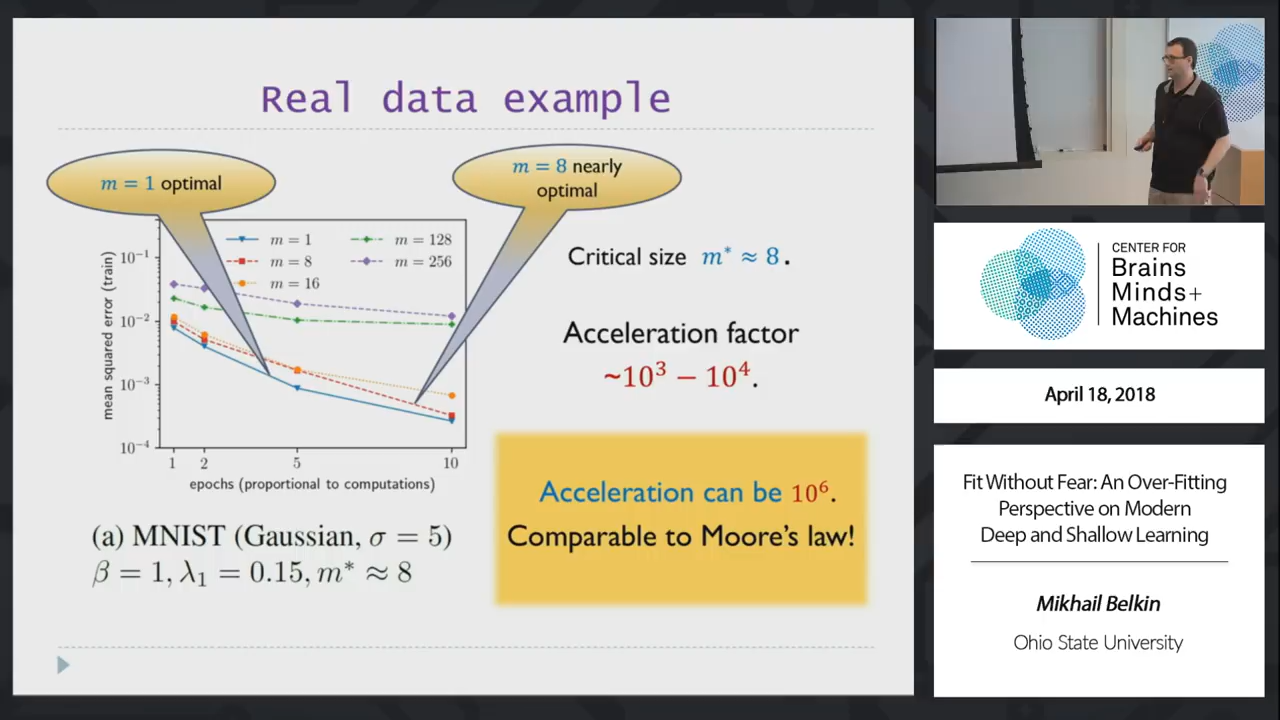 Real data example
m = 1 optimal
m = 8 nearly
optimal
m = 1
m = 8
m = 16
m = 128
m = 256
mean squared error (train)
10⁻¹
10⁻²
10⁻³
10⁻⁴
1 2 5 10
epochs (proportional to computations)
(a) MNIST (Gaussian, σ = 5)
β = 1, λ₁ = 0.15, m* ≈ 8
Critical size m* ≈ 8.
Acceleration factor
~10³ − 10⁴.
Acceleration can be 10⁶.
Comparable to Moore's law!
CENTER FOR
Brains
Minds+
Machines
April 18, 2018
Fit Without Fear: An Over-Fitting
Perspective on Modern
Deep and Shallow Learning
Mikhail Belkin
Ohio State University